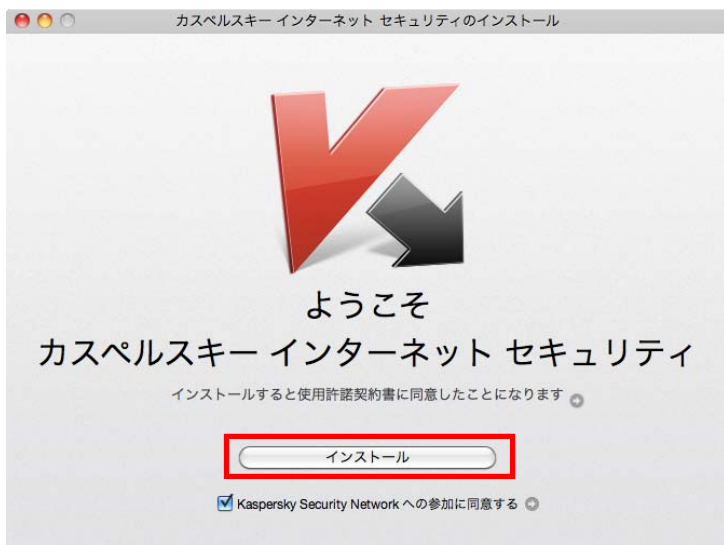 カスペルスキー インターネット セキュリティのインストール
ようこそ
カスペルスキー インターネット セキュリティ
インストールすると使用許諾契約書に同意したことになります
インストール
Kaspersky Security Network への参加に同意する